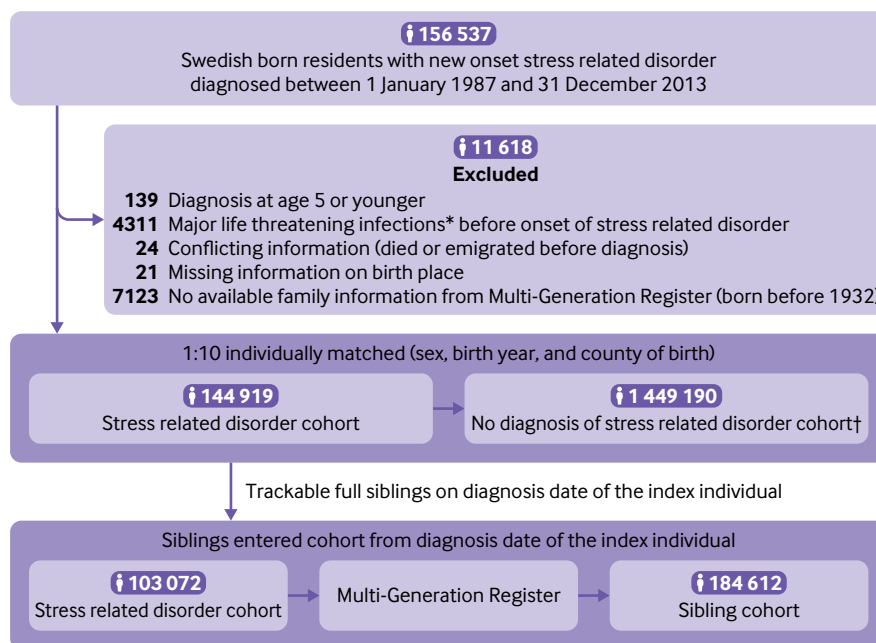 156 537
Swedish born residents with new onset stress related disorder
diagnosed between 1 January 1987 and 31 December 2013
11 618
Excluded
139 Diagnosis at age 5 or younger
4311 Major life threatening infections* before onset of stress related disorder
24 Conflicting information (died or emigrated before diagnosis)
21 Missing information on birth place
7123 No available family information from Multi-Generation Register (born before 1932)
1:10 individually matched (sex, birth year, and county of birth)
144 919
Stress related disorder cohort
1 449 190
No diagnosis of stress related disorder cohort†
Trackable full siblings on diagnosis date of the index individual
Siblings entered cohort from diagnosis date of the index individual
103 072
Stress related disorder cohort
Multi-Generation Register
184 612
Sibling cohort